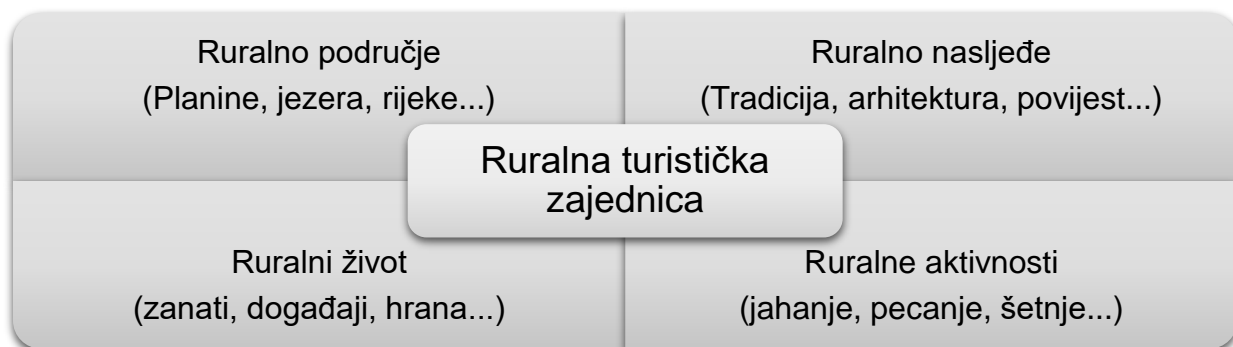 Ruralno područje
(Planine, jezera, rijeke...)
Ruralno nasljeđe
(Tradicija, arhitektura, povijest...)
Ruralna turistička
zajednica
Ruralni život
(zanati, događaji, hrana...)
Ruralne aktivnosti
(jahanje, pecanje, šetnje...)